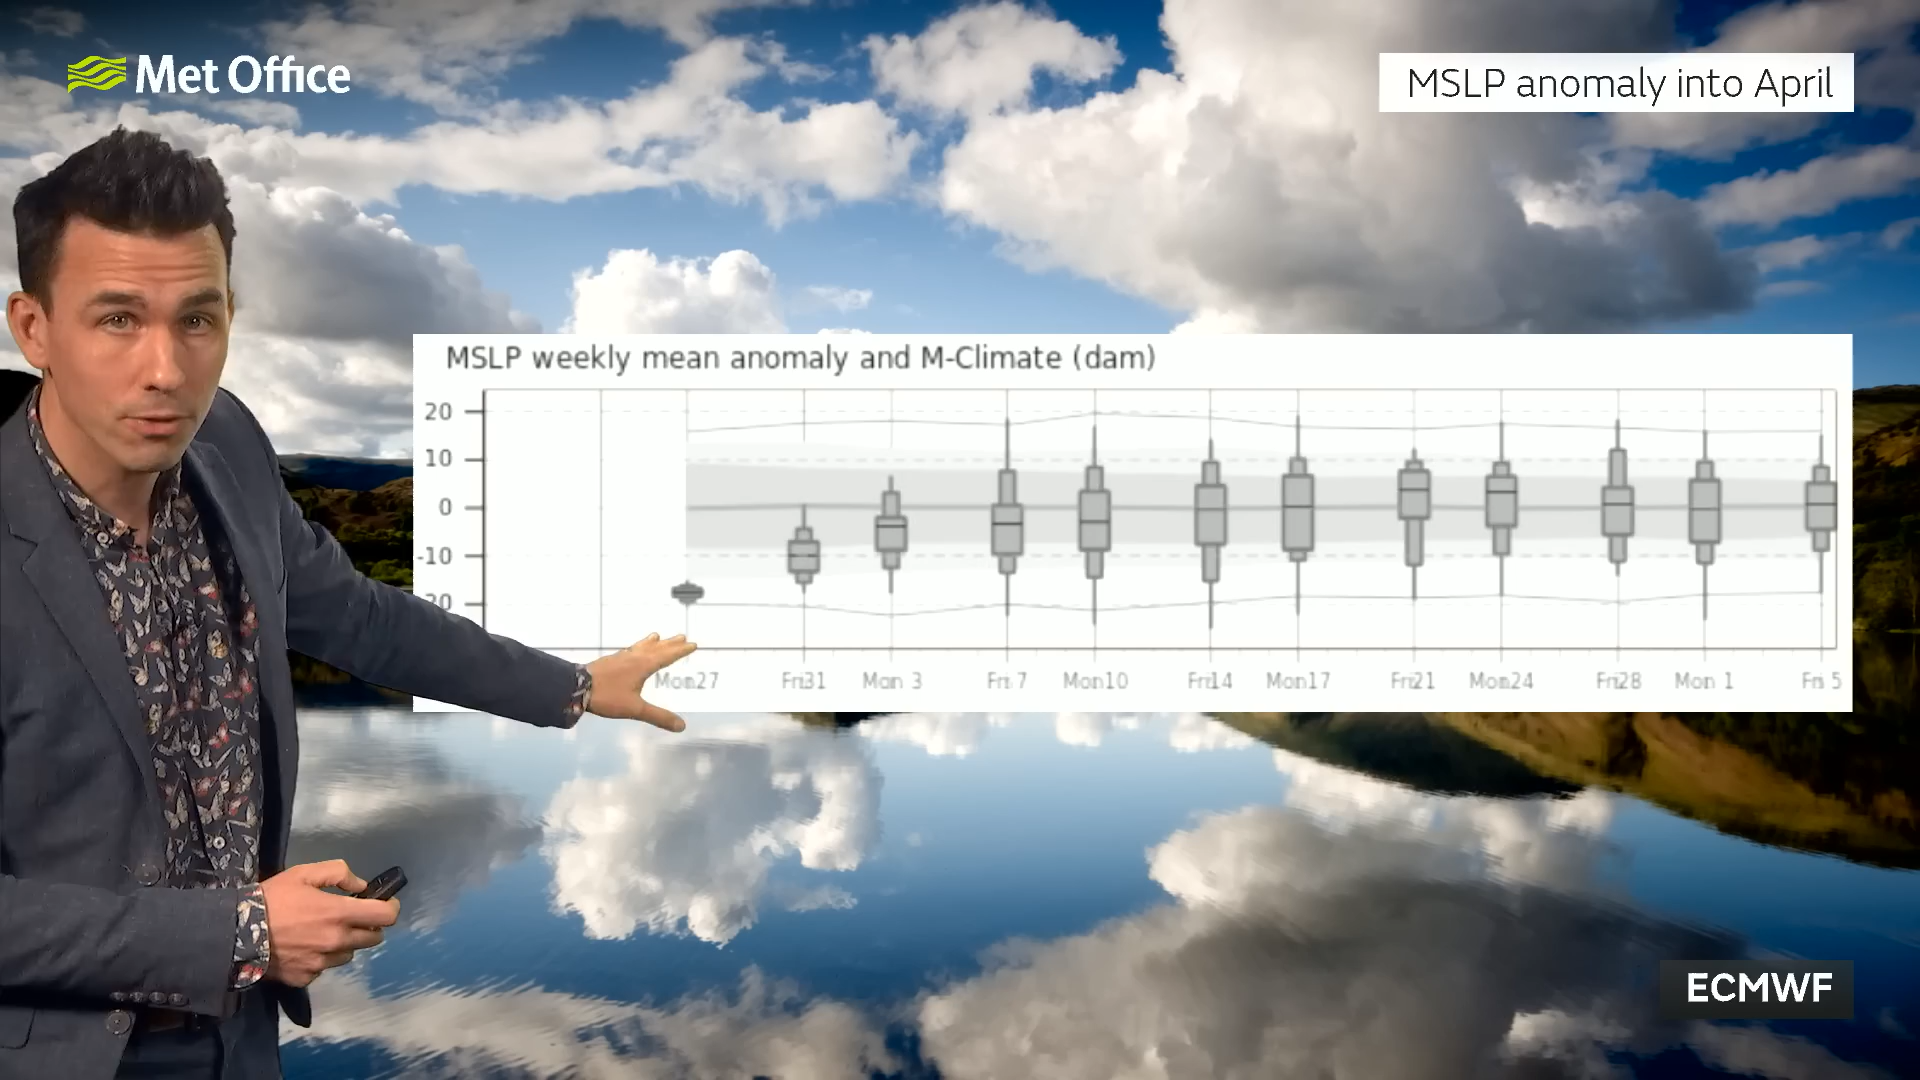 Met Office
MSLP anomaly into April
MSLP weekly mean anomaly and M-Climate (dam)
20
10
0
-10
20
Mon27 Fri31 Mon 3 Fri 7 Mon10 Fri14 Mon17 Fri21 Mon24 Fri28 Mon 1 Fri 5
ECMWF